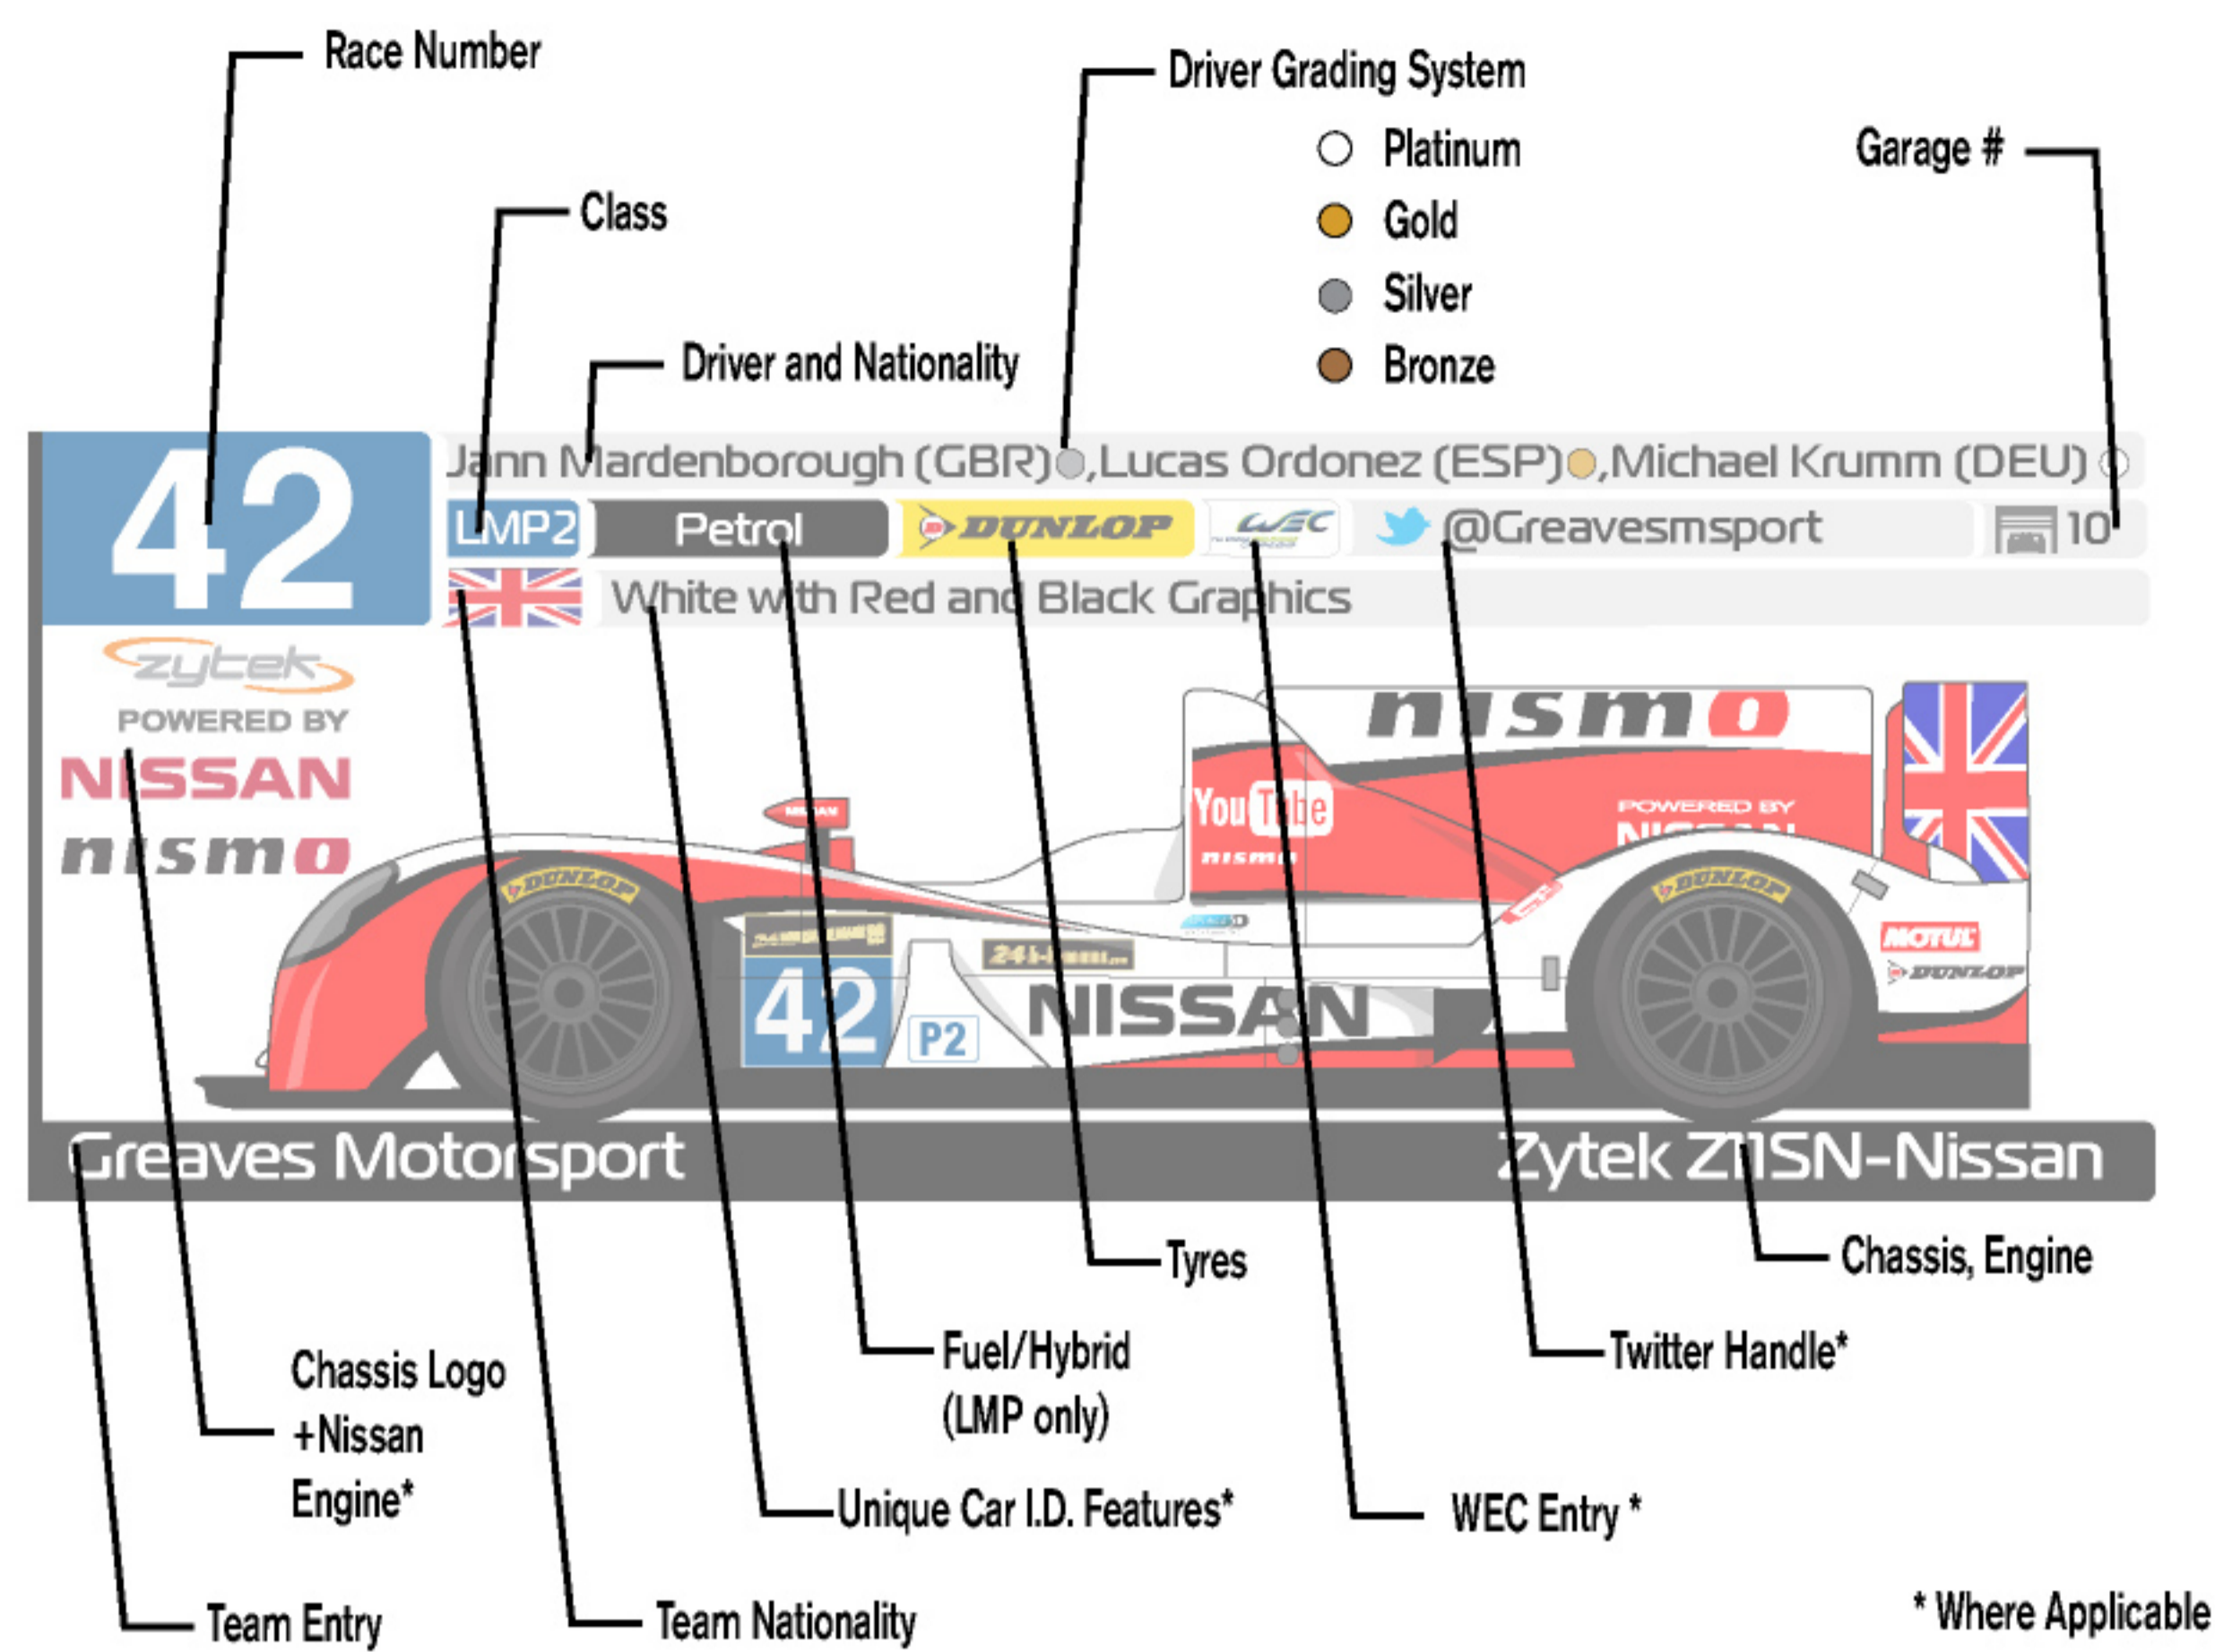 Race Number
Driver Grading System
Platinum
Garage #
Class
Gold
Silver
Driver and Nationality
Bronze
42
Jann Mardenborough (GBR), Lucas Ordonez (ESP), Michael Krumm (DEU)
LMP2 Petrol DUNLOP WEC @Greavesmsport 10
White with Red and Black Graphics
zytek
POWERED BY
NISSAN
nismo
nismo
NISSAN
YouTube
nismo
POWERED BY
NISSAN
DUNLOP
DUNLOP
MOTUL
DUNLOP
42
P2
NISSAN
Greaves Motorsport
Zytek Z11SN-Nissan
Tyres
Chassis, Engine
Fuel/Hybrid
(LMP only)
Twitter Handle*
Chassis Logo
+Nissan
Engine*
Unique Car I.D. Features*
WEC Entry *
Team Entry
Team Nationality
* Where Applicable